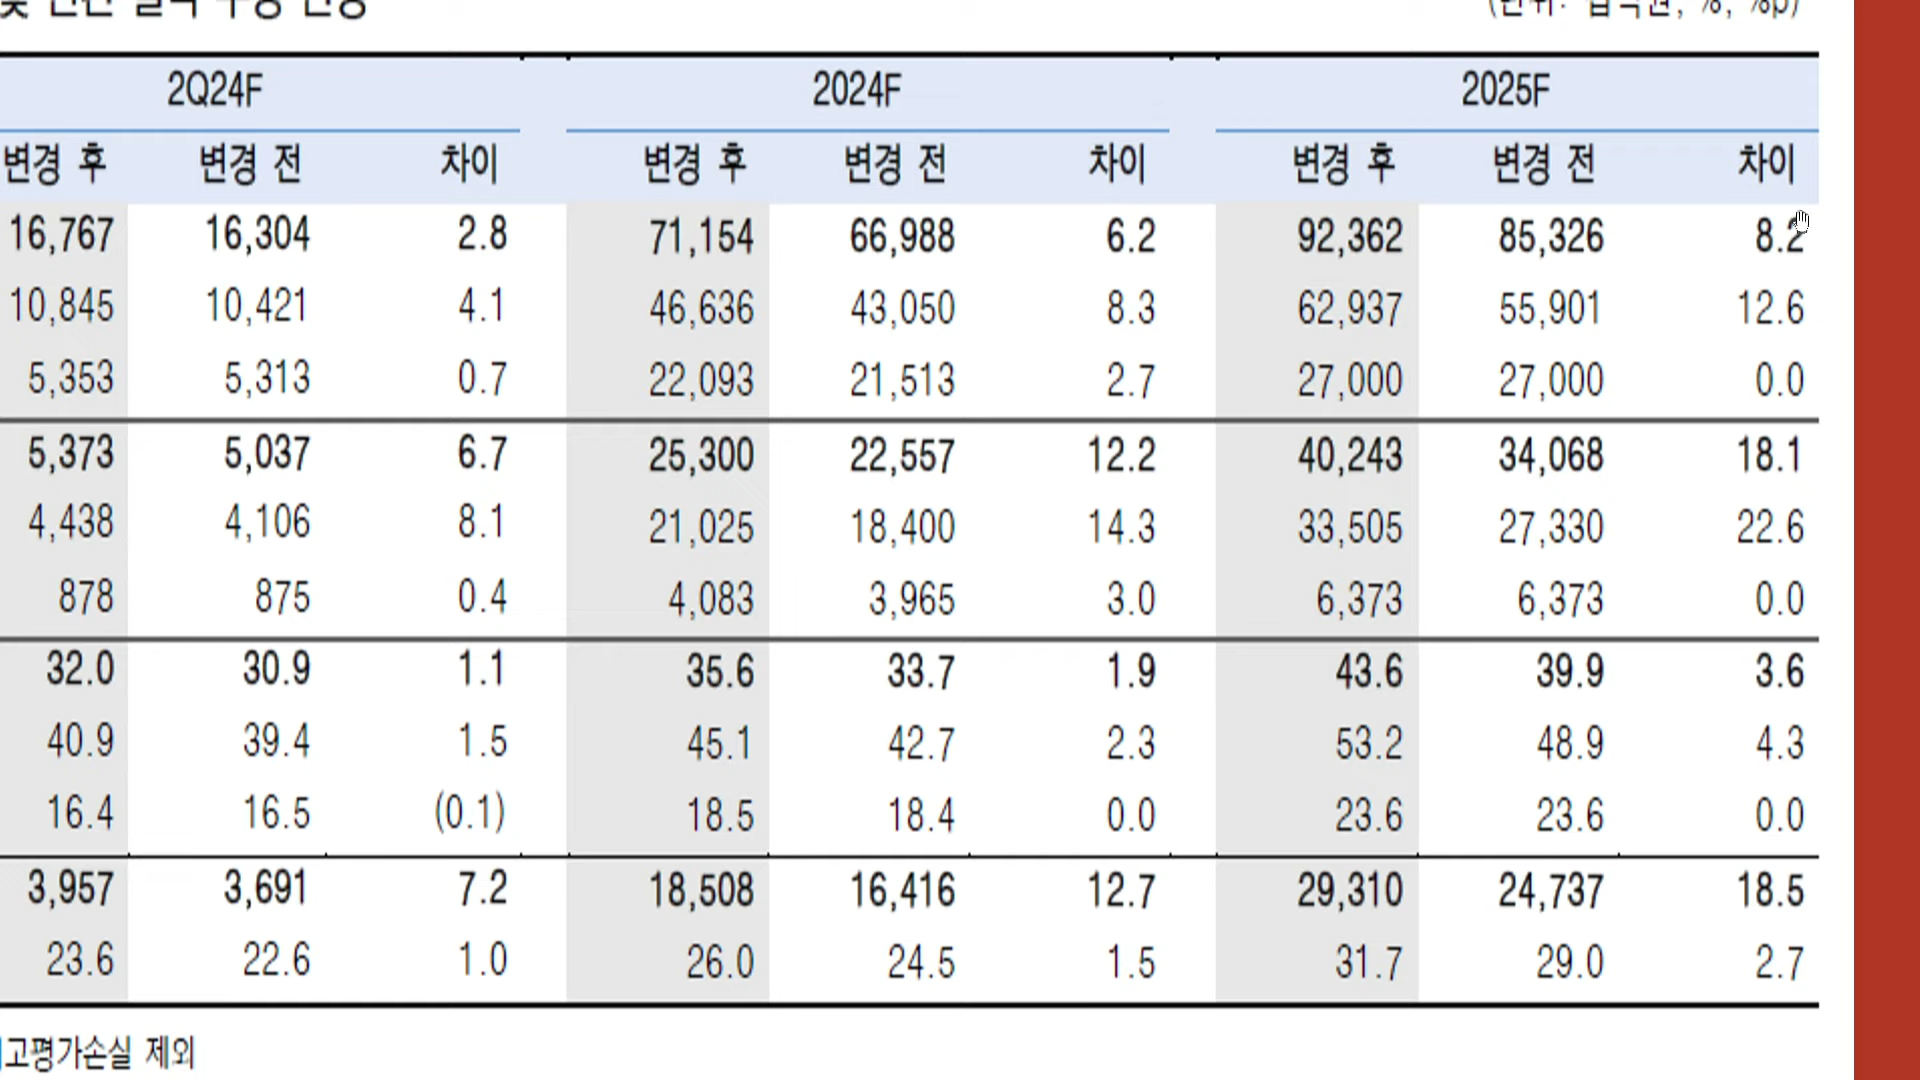 2Q24F 2024F 2025F
변경 후 변경 전 차이 변경 후 변경 전 차이 변경 후 변경 전 차이
16,767 16,304 2.8 71,154 66,988 6.2 92,362 85,326 8.2
10,845 10,421 4.1 46,636 43,050 8.3 62,937 55,901 12.6
5,353 5,313 0.7 22,093 21,513 2.7 27,000 27,000 0.0
5,373 5,037 6.7 25,300 22,557 12.2 40,243 34,068 18.1
4,438 4,106 8.1 21,025 18,400 14.3 33,505 27,330 22.6
878 875 0.4 4,083 3,965 3.0 6,373 6,373 0.0
32.0 30.9 1.1 35.6 33.7 1.9 43.6 39.9 3.6
40.9 39.4 1.5 45.1 42.7 2.3 53.2 48.9 4.3
16.4 16.5 (0.1) 18.5 18.4 0.0 23.6 23.6 0.0
3,957 3,691 7.2 18,508 16,416 12.7 29,310 24,737 18.5
23.6 22.6 1.0 26.0 24.5 1.5 31.7 29.0 2.7
고평가손실 제외